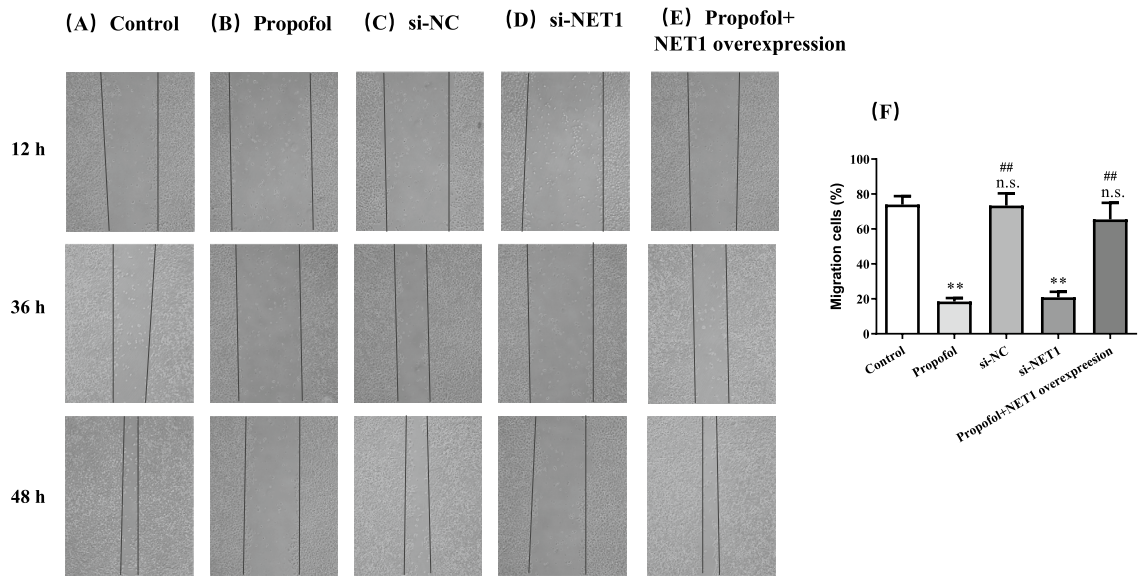 (A) Control
(B) Propofol
(C) si-NC
(D) si-NET1
(E) Propofol+
NET1 overexpression
12 h
36 h
48 h
(F)
Migration cells (%)
100
80
60
40
20
0
**
##
n.s.
**
##
n.s.
Control
Propofol
si-NC
si-NET1
Propofol+NET1 overexpreesion